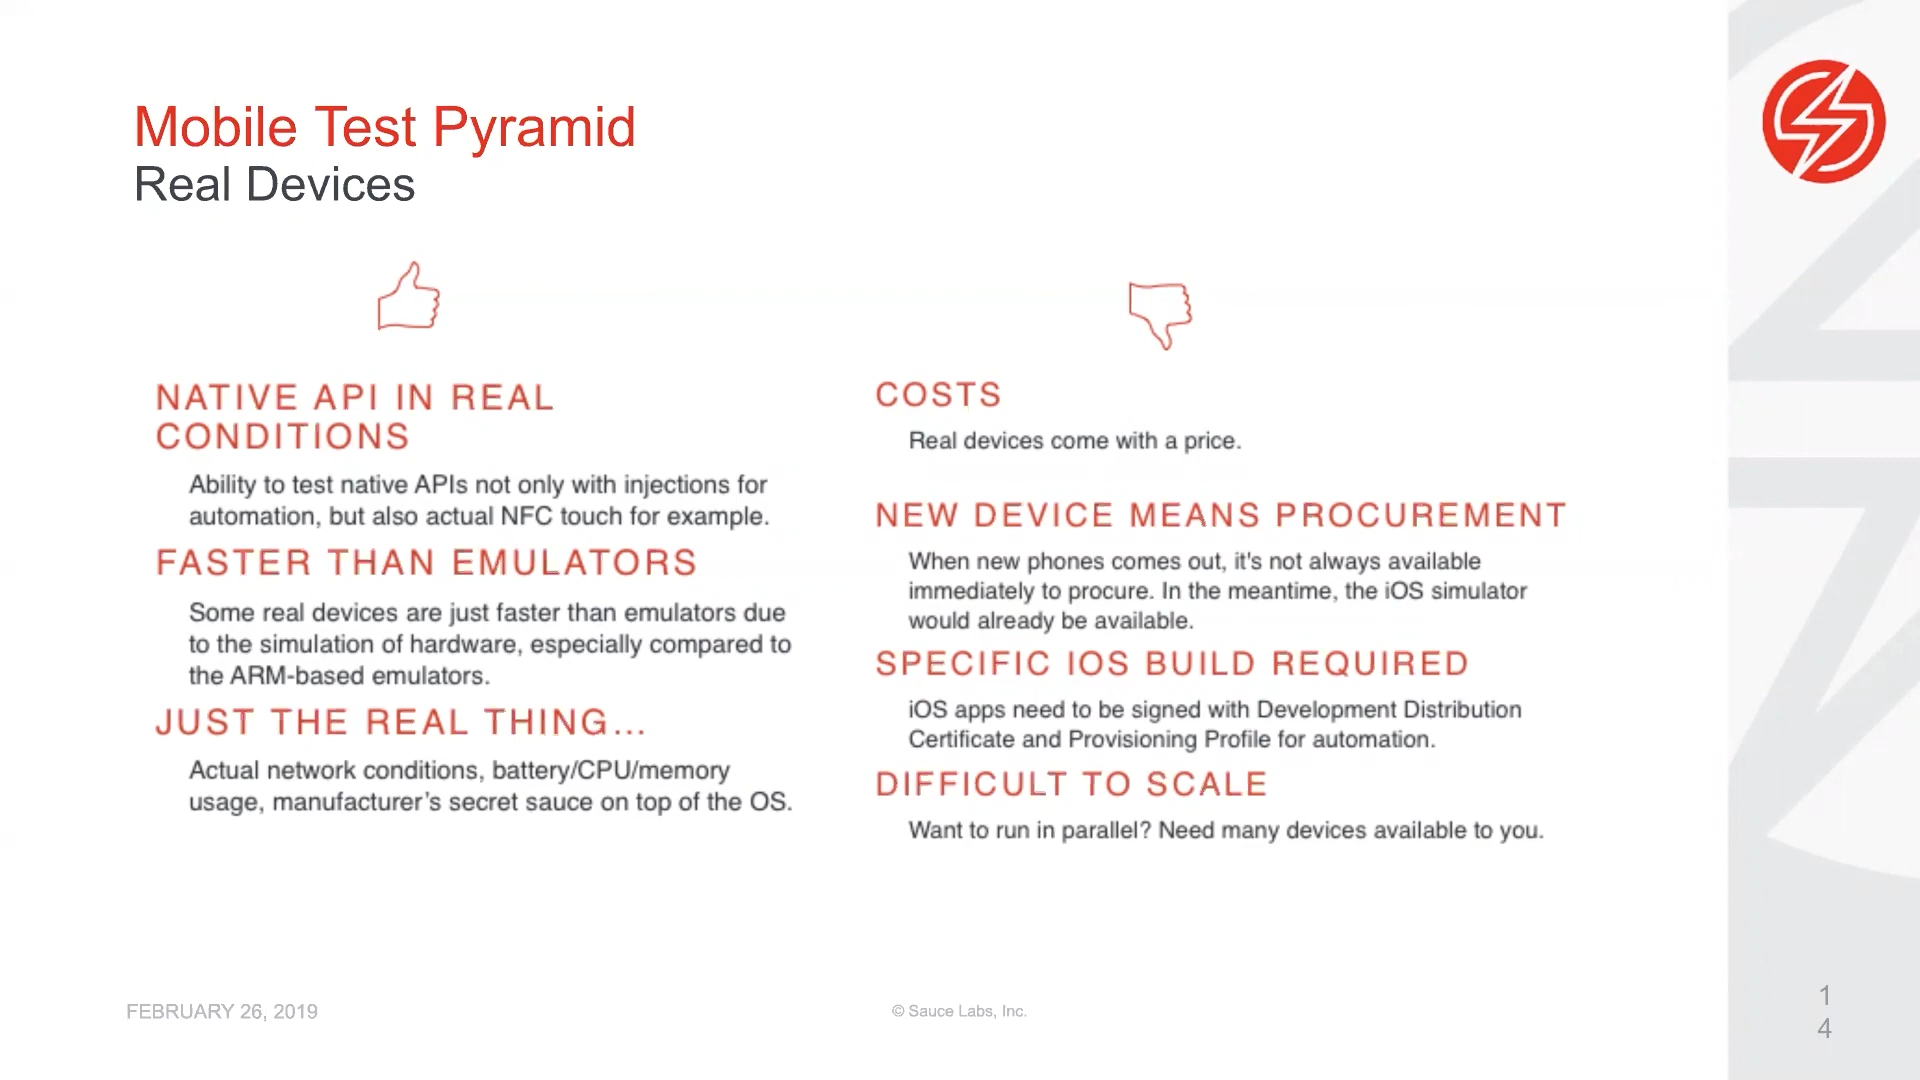 Mobile Test Pyramid
Real Devices
NATIVE API IN REAL
CONDITIONS
Ability to test native APIs not only with injections for
automation, but also actual NFC touch for example.
FASTER THAN EMULATORS
Some real devices are just faster than emulators due
to the simulation of hardware, especially compared to
the ARM-based emulators.
JUST THE REAL THING...
Actual network conditions, battery/CPU/memory
usage, manufacturer's secret sauce on top of the OS.
COSTS
Real devices come with a price.
NEW DEVICE MEANS PROCUREMENT
When new phones comes out, it's not always available
immediately to procure. In the meantime, the iOS simulator
would already be available.
SPECIFIC IOS BUILD REQUIRED
iOS apps need to be signed with Development Distribution
Certificate and Provisioning Profile for automation.
DIFFICULT TO SCALE
Want to run in parallel? Need many devices available to you.
FEBRUARY 26, 2019
© Sauce Labs, Inc.
1
4